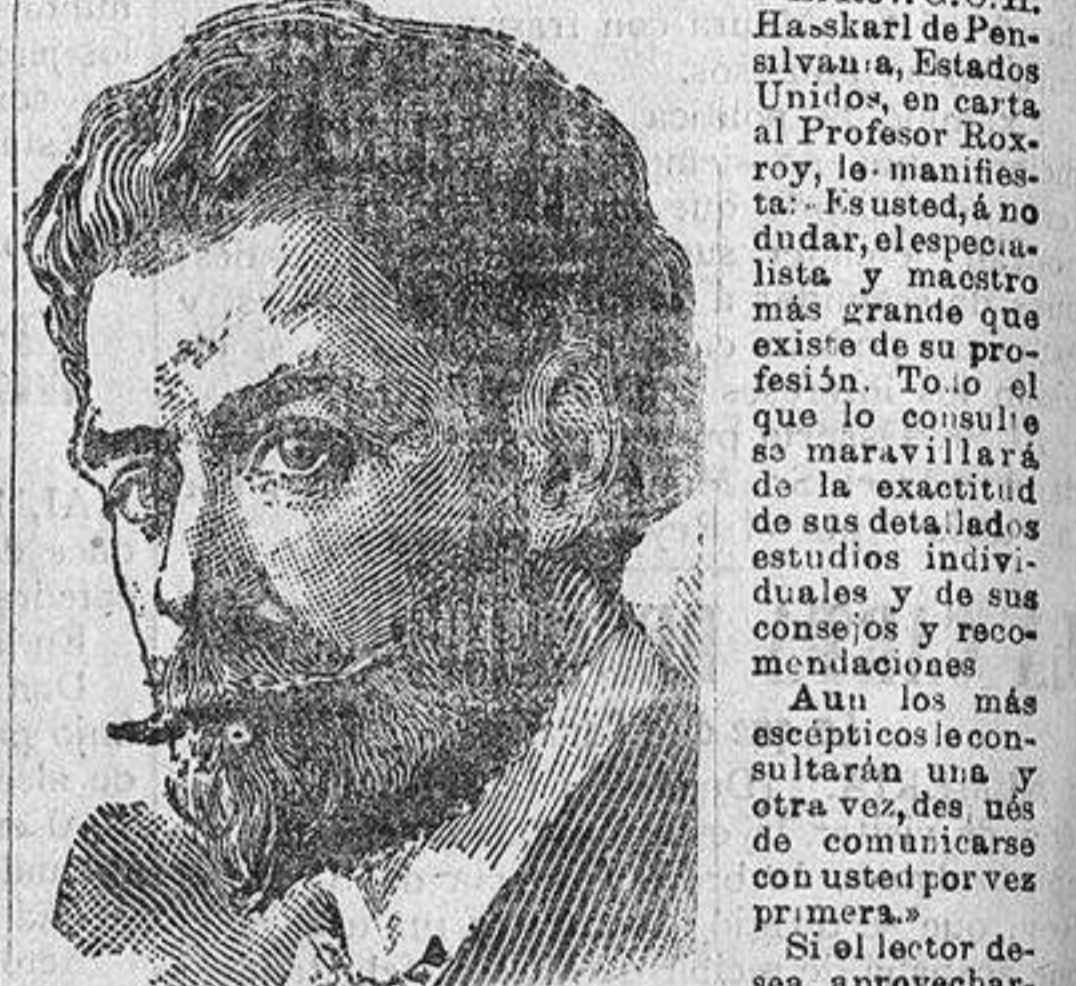 Hasskarl de Pen-
silvania, Estados
Unidos, en carta
al Profesor Rox-
roy, le manifies-
ta: Es usted, á no
dudar, el especia-
lista y maestro
más grande que
existe de su pro-
fesión. Todo el
que lo consulte
se maravillará
de la exactitud
de sus detallados
estudios indivi-
duales y de sus
consejos y reco-
mendaciones
Aun los más
escépticos le con-
sultarán una y
otra vez, después
de comunicarse
con usted por vez
primera.»
Si el lector de-
sea aprovechar-